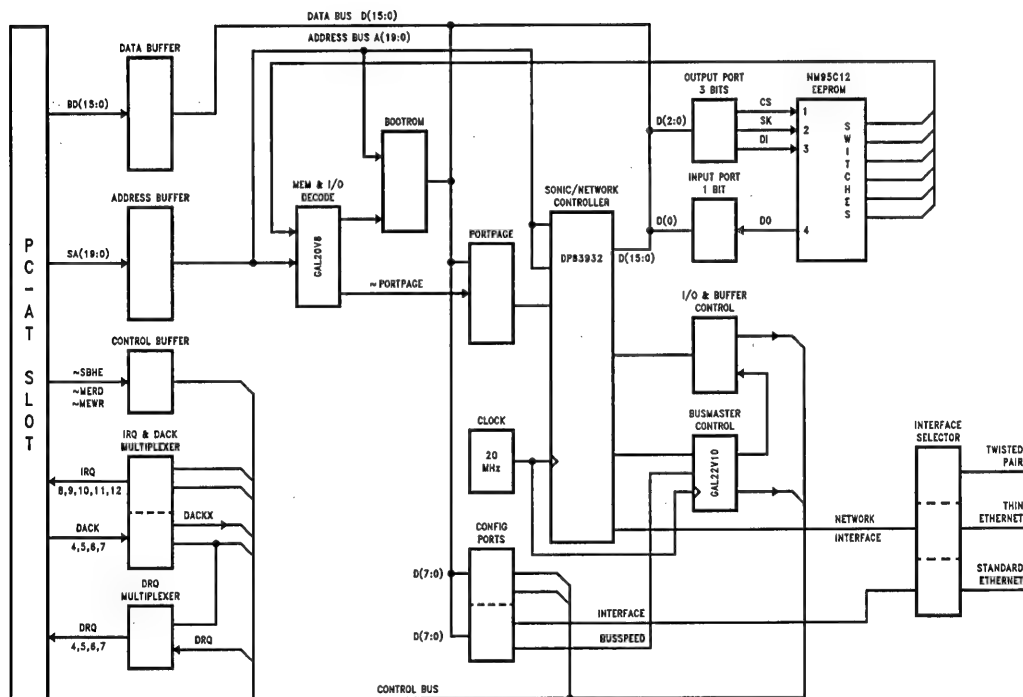 DATA BUS D(15:0)
ADDRESS BUS A(19:0)
DATA BUFFER
BD(15:0)
BOOTROM
OUTPUT PORT
3 BITS
NM95C12
EEPROM
CS
SK
DI
1
2
3
4
SWITCHES
D(2:0)
INPUT PORT
1 BIT
D(0)
DO
ADDRESS BUFFER
SA(19:0)
MEM & I/O
DECODE
GAL20V8
~PORTPAGE
PORTPAGE
SONIC/NETWORK
CONTROLLER
DP83932
D(15:0)
PC-AT SLOT
I/O & BUFFER
CONTROL
CONTROL BUFFER
~SBHE
~MERD
~MEWR
CLOCK
20
MHz
BUSMASTER
CONTROL
GAL22V10
INTERFACE
SELECTOR
TWISTED
PAIR
THIN
ETHERNET
STANDARD
ETHERNET
IRQ & DACK
MULTIPLEXER
IRQ
8,9,10,11,12
DACKX
DACK
4,5,6,7
NETWORK
INTERFACE
CONFIG
PORTS
D(7:0)
D(7:0)
INTERFACE
BUSSPEED
DRQ
MULTIPLEXER
DRQ
4,5,6,7
DRQ
CONTROL BUS